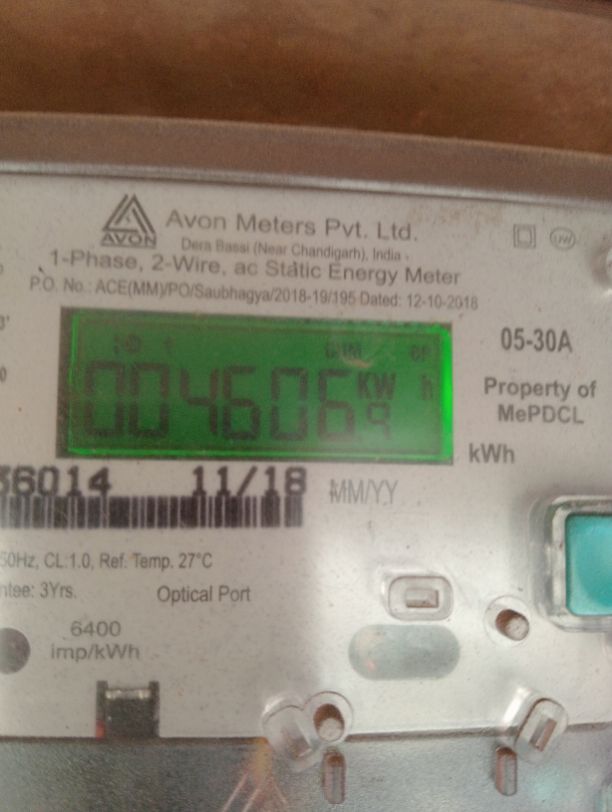 AVON
Avon Meters Pvt. Ltd.
Dera Bassi (Near Chandigarh), India.
1-Phase, 2-Wire, ac Static Energy Meter
P.O. No.: ACE(MM)/PO/Saubhagya/2018-19/195 Dated: 12-10-2018
05-30A
CUM
004606.9
KW h
Property of
MePDCL
kWh
36014 11/18 MM/YY
50Hz, CL:1.0, Ref. Temp. 27°C
3Yrs.
Optical Port
6400
imp/kWh